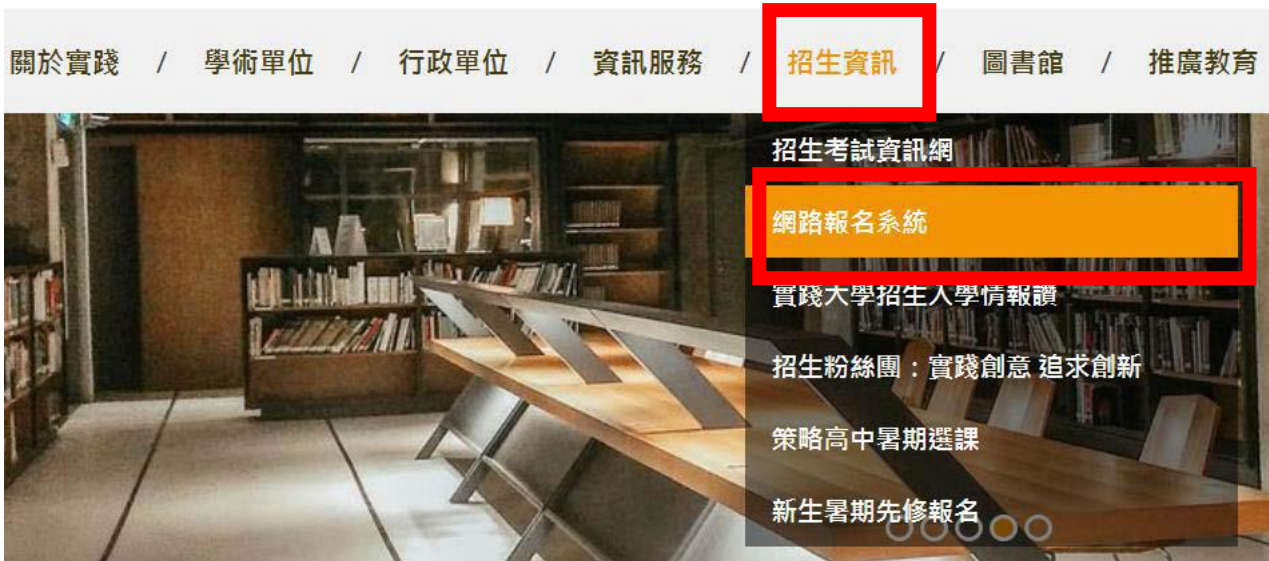 關於實踐 / 學術單位 / 行政單位 / 資訊服務 / 招生資訊 / 圖書館 / 推廣教育
招生考試資訊網
網路報名系統
實踐大學招生入學情報讚
招生粉絲團：實踐創意 追求創新
策略高中暑期選課
新生暑期先修報名